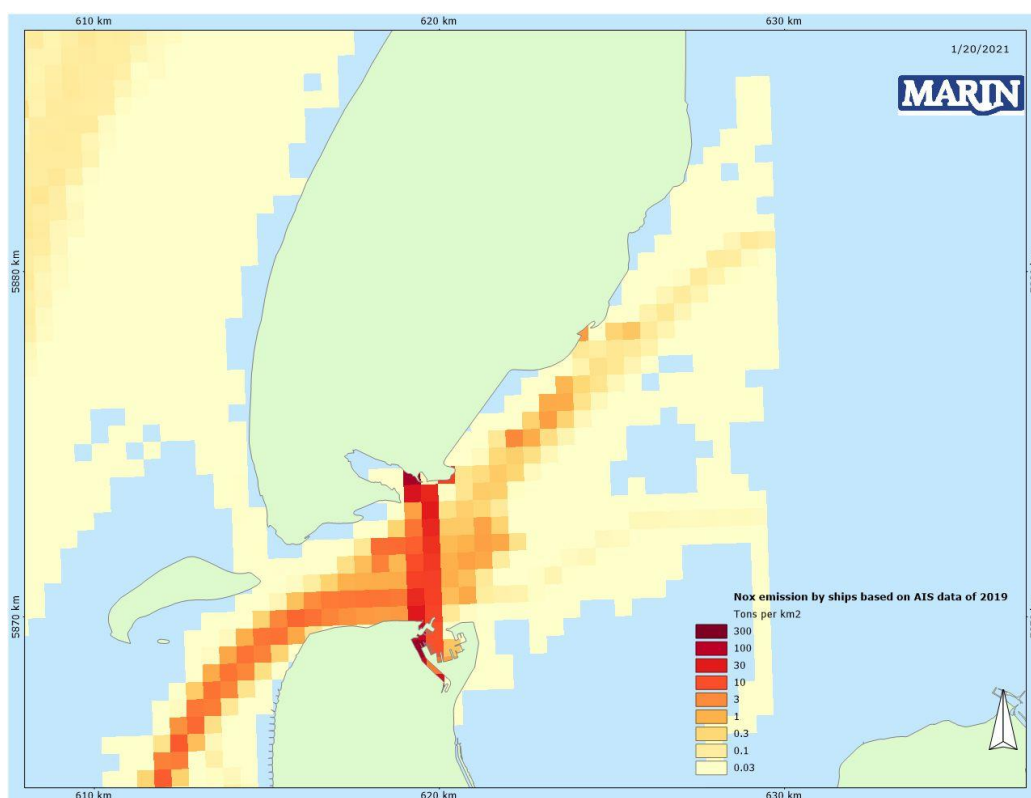 610 km
620 km
630 km
1/20/2021
MARIN
5880 km
5870 km
Nox emission by ships based on AIS data of 2019
Tons per km2
300
100
30
10
3
1
0.3
0.1
0.03
610 km
620 km
630 km